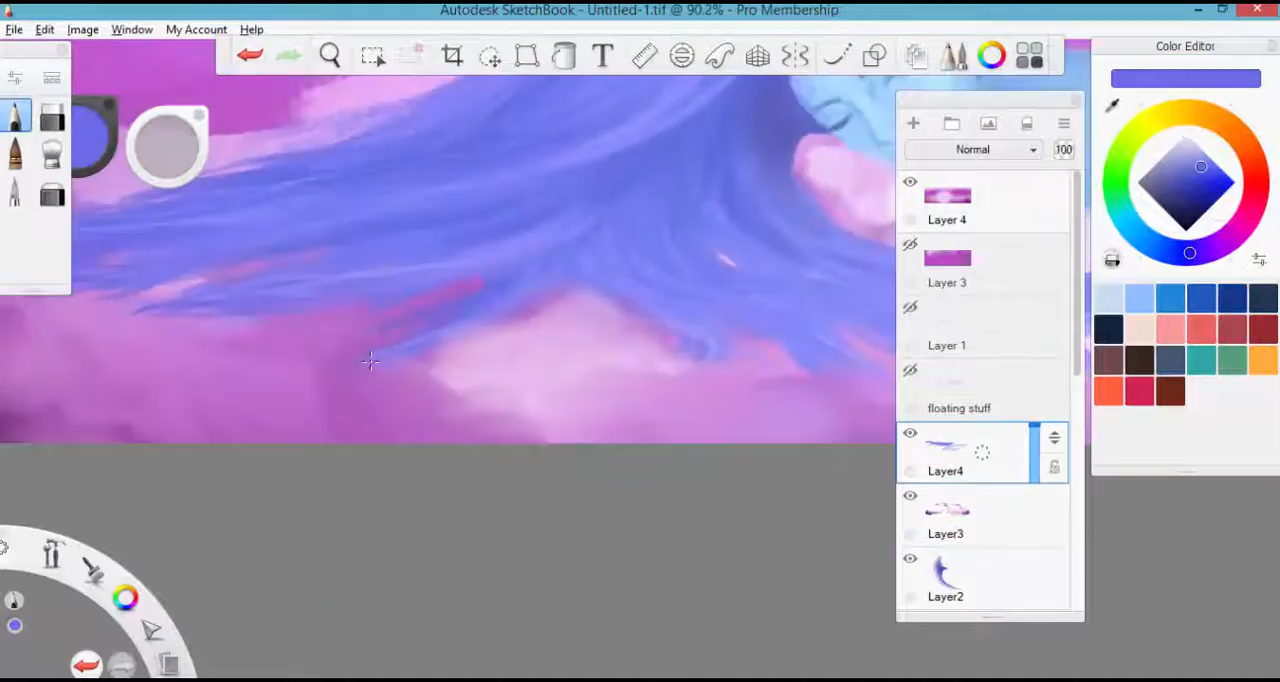 Autodesk SketchBook - Untitled-1.tif @ 90.2% - Pro Membership
File Edit Image Window My Account Help
Color Editor
Normal 100
Layer 4
Layer 3
Layer 1
floating stuff
Layer4
Layer3
Layer2